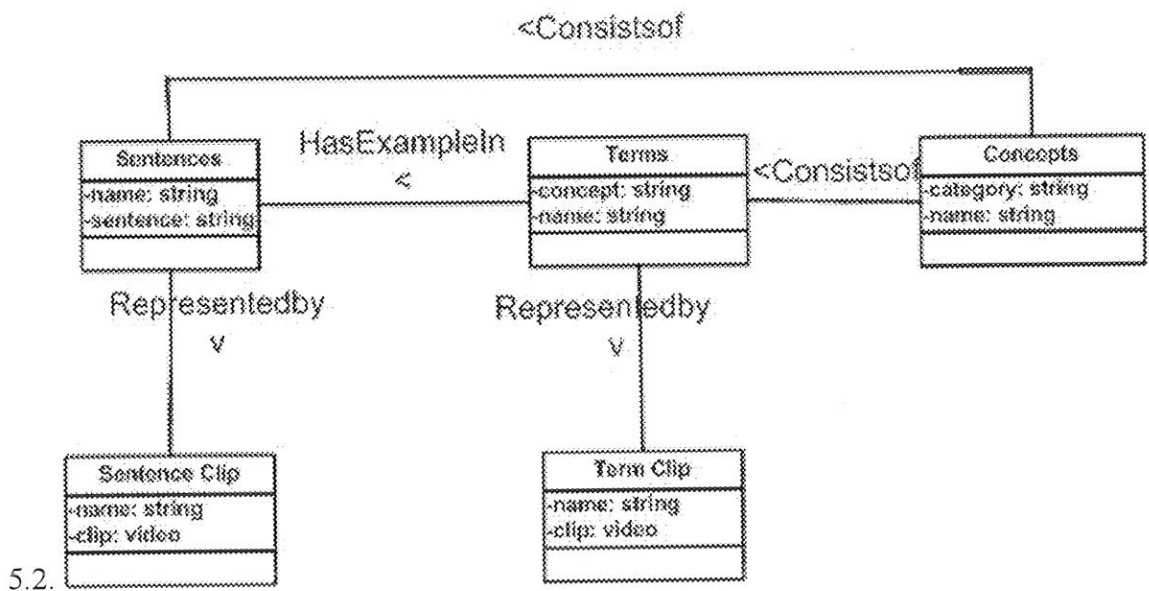 <Consistsof
HasExampleIn
<
<Consistsof
Sentences
-name: string
-sentence: string
Terms
-concept: string
-name: string
Concepts
-category: string
-name: string
Representedby
v
Representedby
v
Sentence Clip
-name: string
-clip: video
Term Clip
-name: string
-clip: video
5.2.